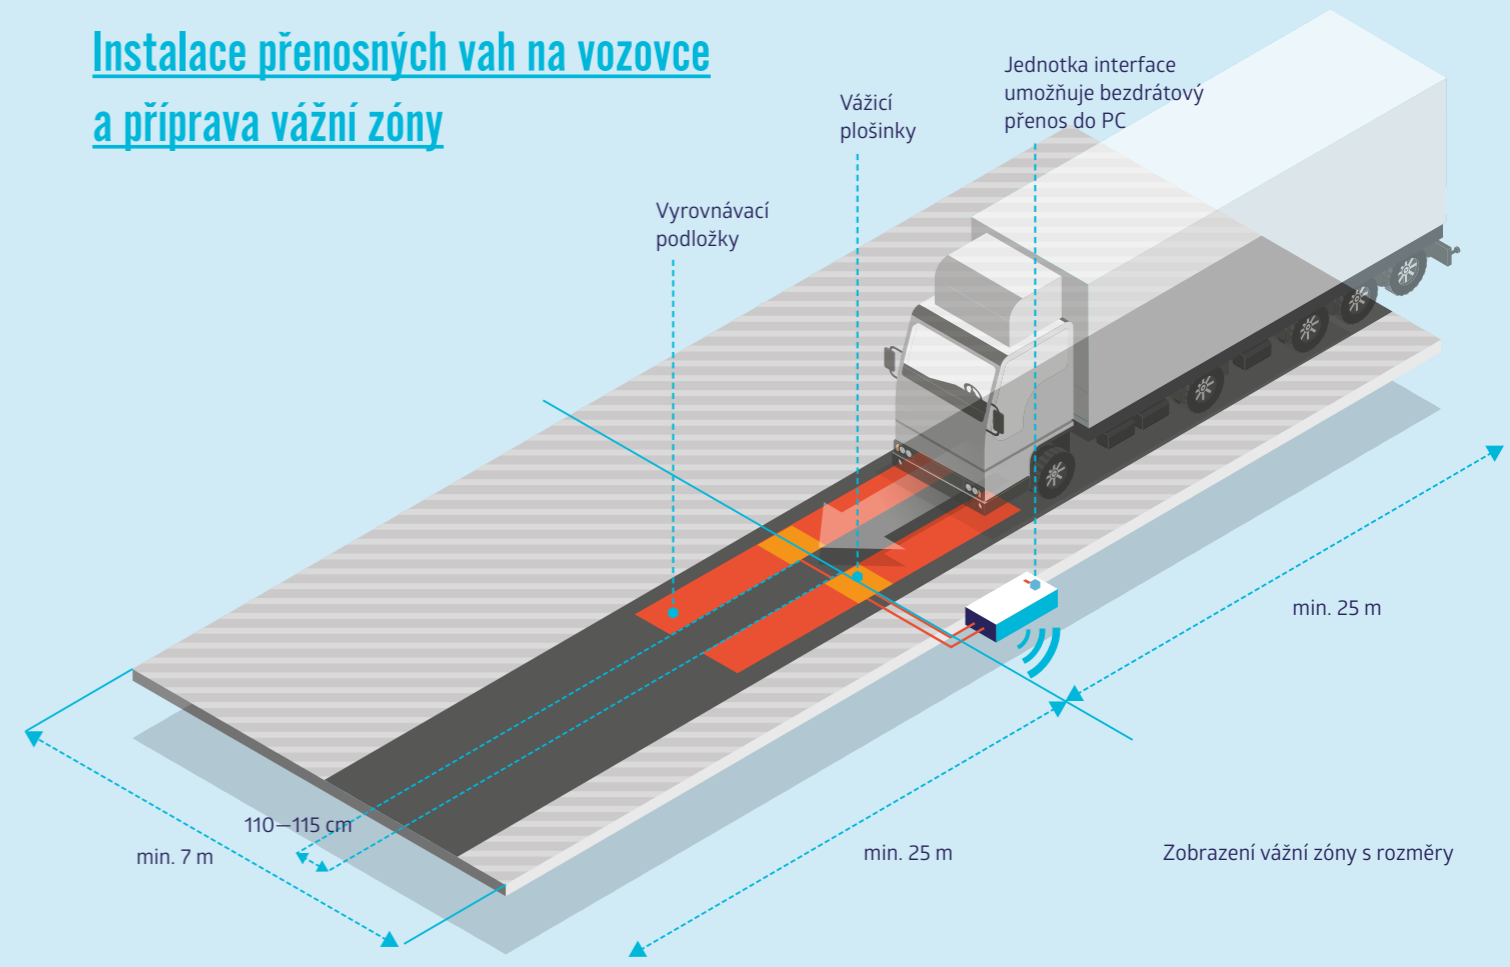 Instalace přenosných vah na vozovce
a příprava vážní zóny
Jednotka interface
umožňuje bezdrátový
přenos do PC
Vážicí
plošinky
Vyrovnávací
podložky
min. 25 m
110—115 cm
min. 7 m
min. 25 m
Zobrazení vážní zóny s rozměry